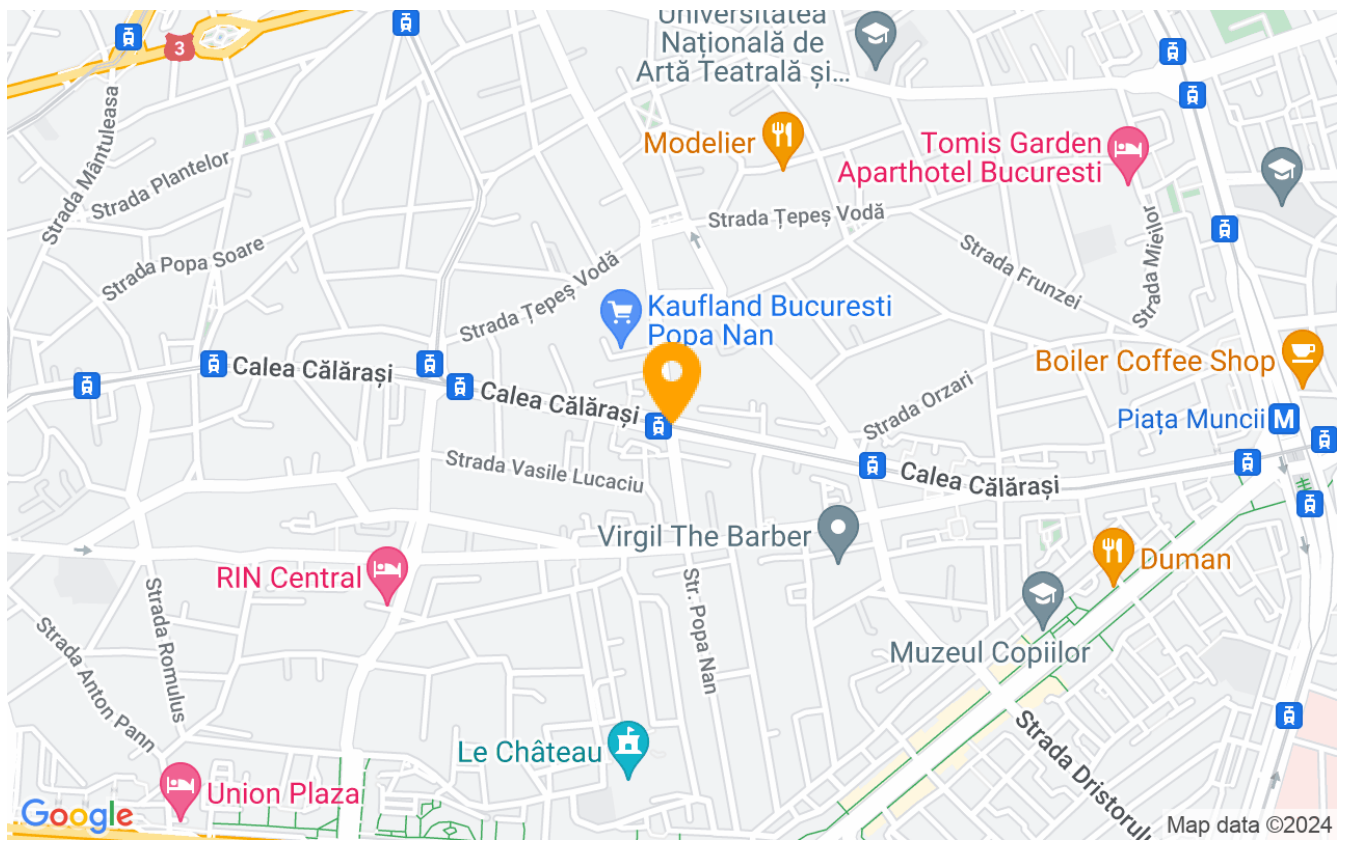 Universitatea
Națională de
Artă Teatrală și...
3
Strada Mântuleasa
Modelier
Tomis Garden
Aparthotel Bucuresti
Strada Plantelor
Strada Țepeș Vodă
Strada Mieilor
Strada Popa Soare
Strada Frunzei
Strada Țepeș Vodă
Kaufland Bucuresti
Popa Nan
Boiler Coffee Shop
Calea Călărași
Calea Călărași
Strada Orzari
Piața Muncii
M
Strada Vasile Lucaciu
Calea Călărași
Virgil The Barber
Duman
RIN Central
Strada Romulus
Str. Popa Nan
Strada Anton Pann
Muzeul Copiilor
Le Château
Strada Dristorulu
Union Plaza
Google
Map data ©2024